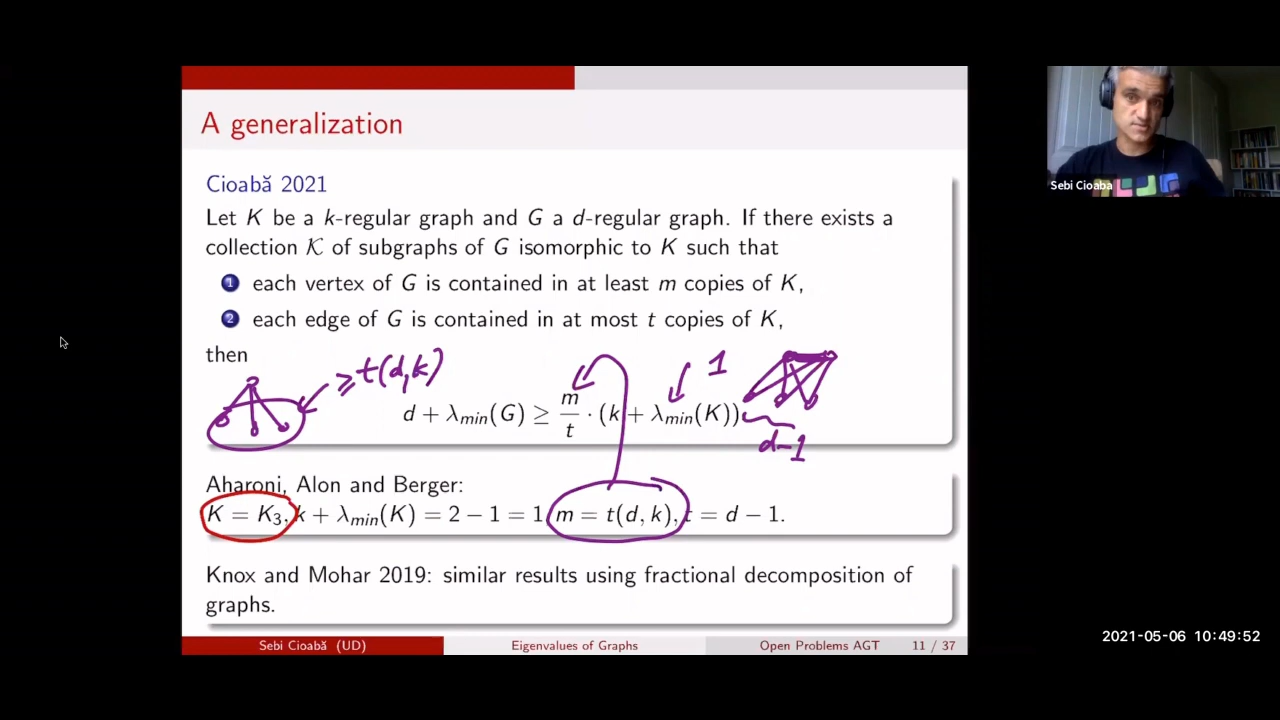 A generalization
Cioabă 2021
Let K be a k-regular graph and G a d-regular graph. If there exists a
collection 𝒦 of subgraphs of G isomorphic to K such that
1 each vertex of G is contained in at least m copies of K,
2 each edge of G is contained in at most t copies of K,
then
≥ t(d,k)
1
d + λmin(G) ≥ m/t · (k + λmin(K))
d-1
Aharoni, Alon and Berger:
K = K3, k + λmin(K) = 2 − 1 = 1, m = t(d, k), t = d − 1.
Knox and Mohar 2019: similar results using fractional decomposition of
graphs.
Sebi Cioabă (UD) Eigenvalues of Graphs Open Problems AGT 11 / 37
Sebi Cioaba
2021-05-06 10:49:52